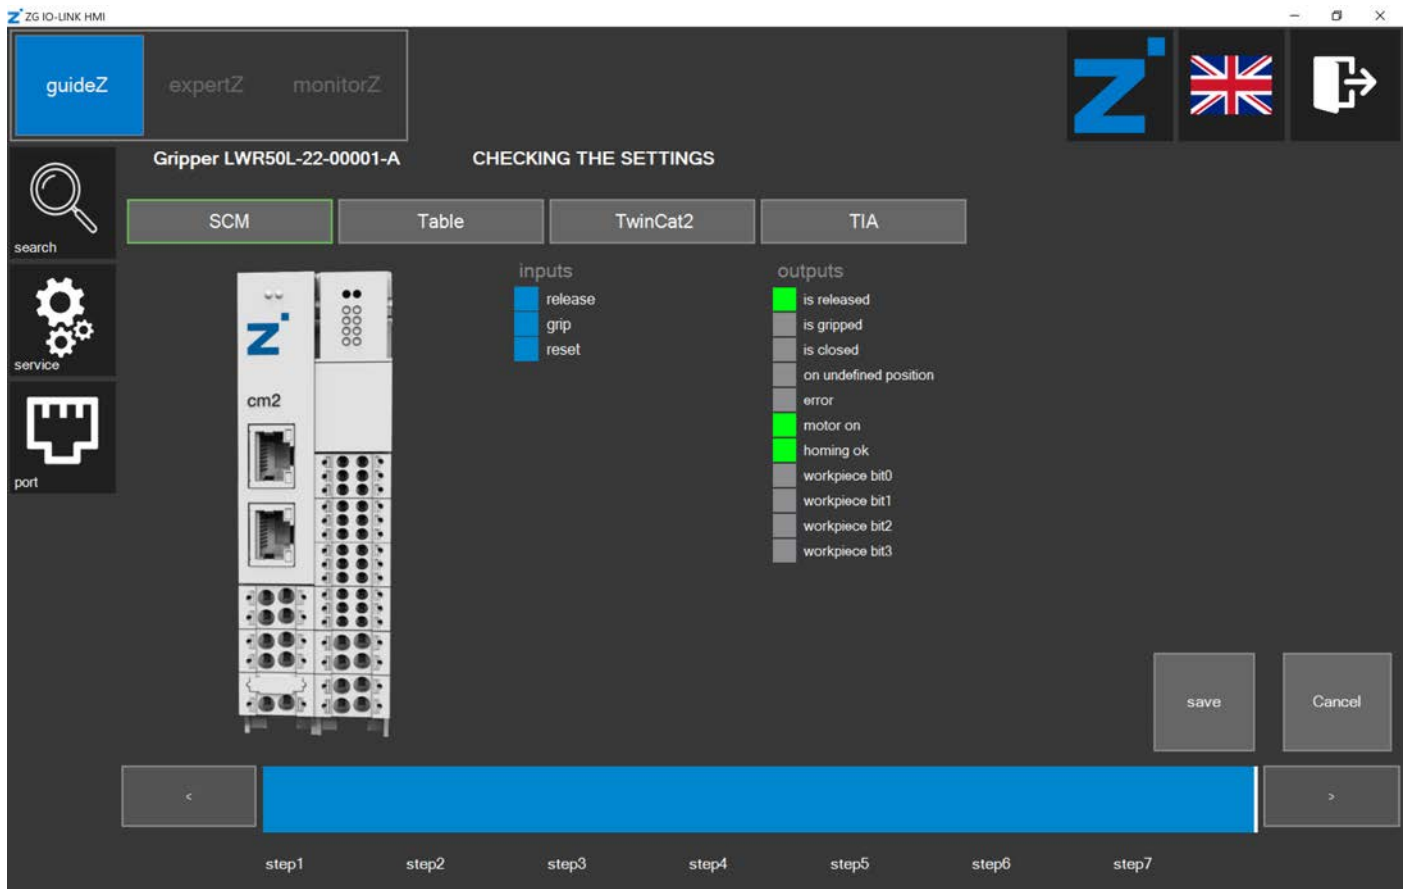 ZG IO-LINK HMI
guideZ expertZ monitorZ
Gripper LWR50L-22-00001-A CHECKING THE SETTINGS
search
SCM Table TwinCat2 TIA
service
port
cm2
inputs
release
grip
reset
outputs
is released
is gripped
is closed
on undefined position
error
motor on
homing ok
workpiece bit0
workpiece bit1
workpiece bit2
workpiece bit3
save Cancel
< >
step1 step2 step3 step4 step5 step6 step7